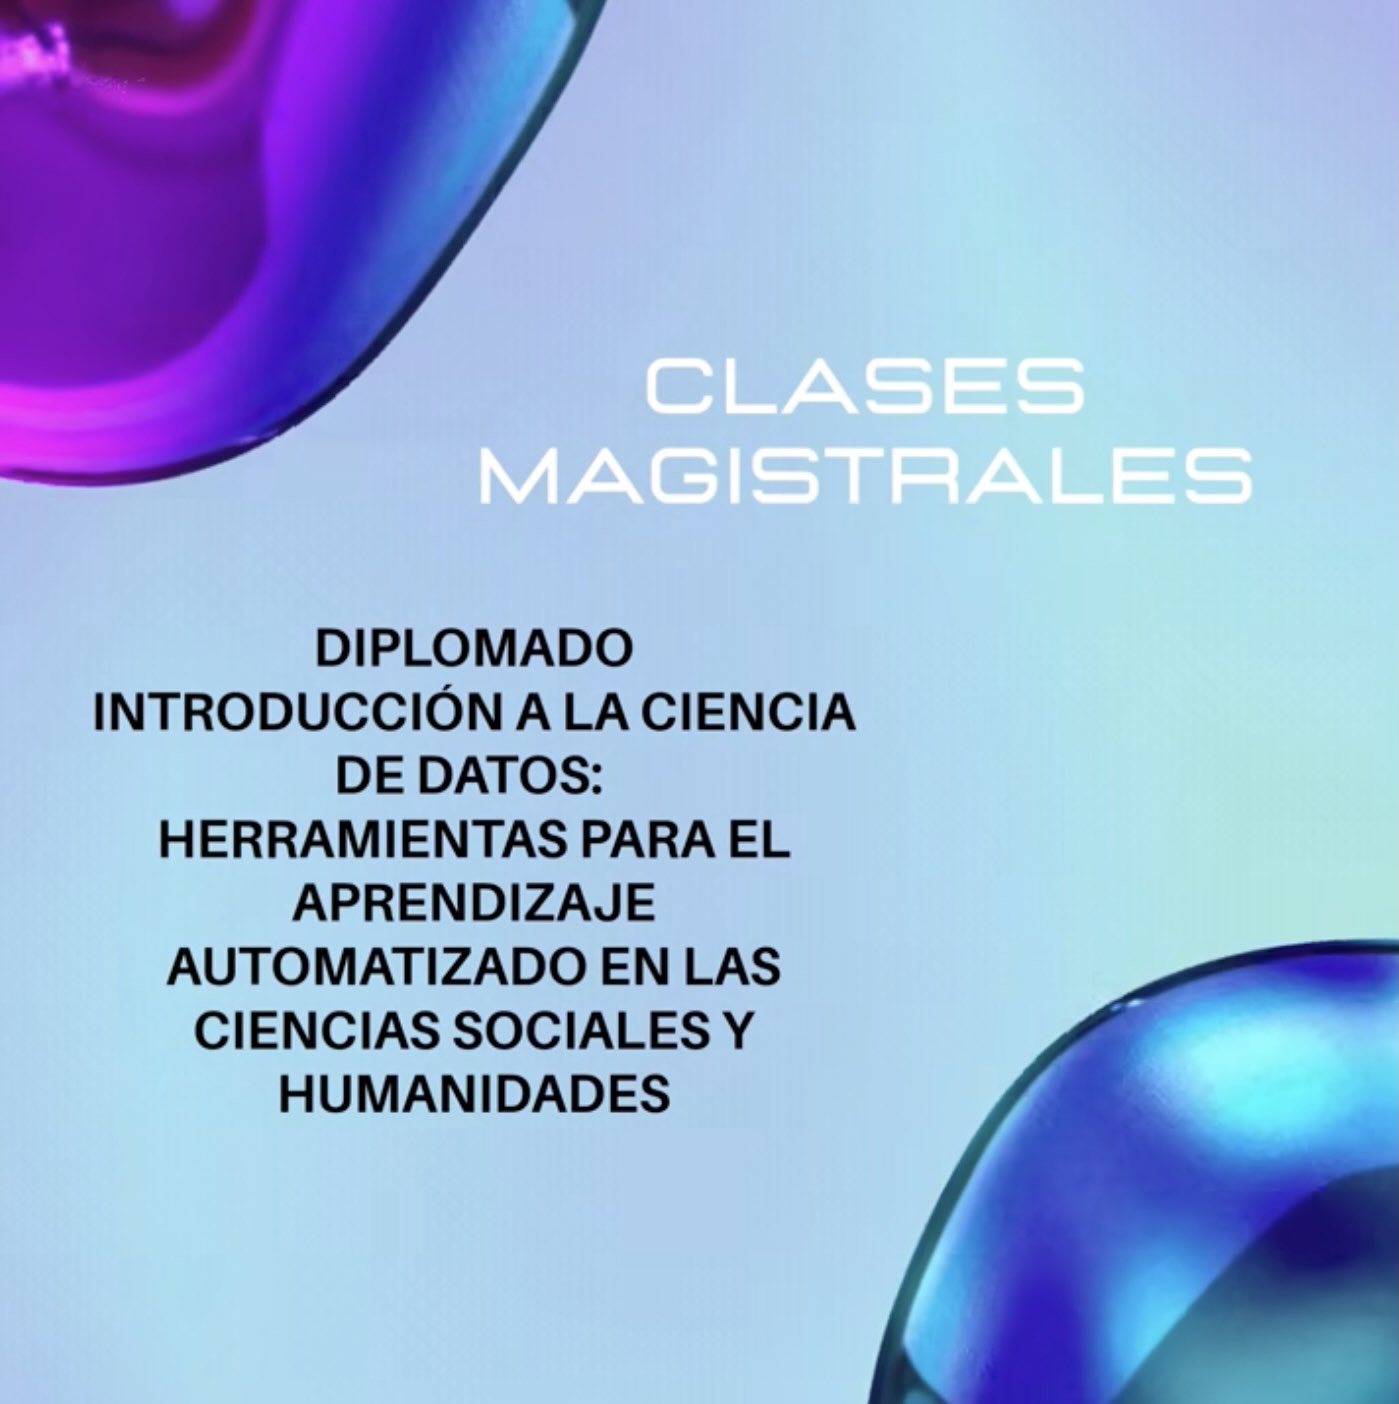 CLASES
MAGISTRALES
DIPLOMADO
INTRODUCCIÓN A LA CIENCIA
DE DATOS:
HERRAMIENTAS PARA EL
APRENDIZAJE
AUTOMATIZADO EN LAS
CIENCIAS SOCIALES Y
HUMANIDADES